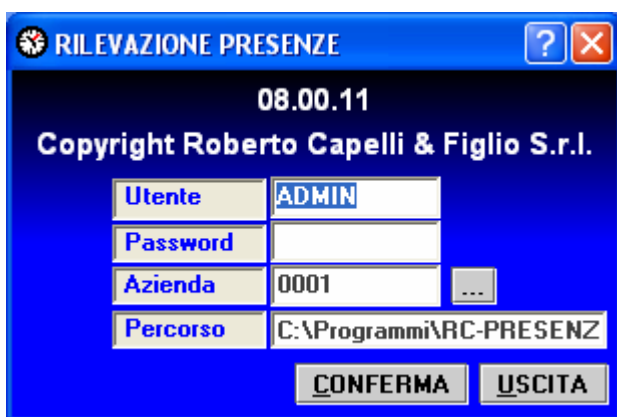 RILEVAZIONE PRESENZE ?
08.00.11
Copyright Roberto Capelli & Figlio S.r.l.
Utente ADMIN
Password
Azienda 0001 ...
Percorso C:\Programmi\RC-PRESENZ
CONFERMA USCITA